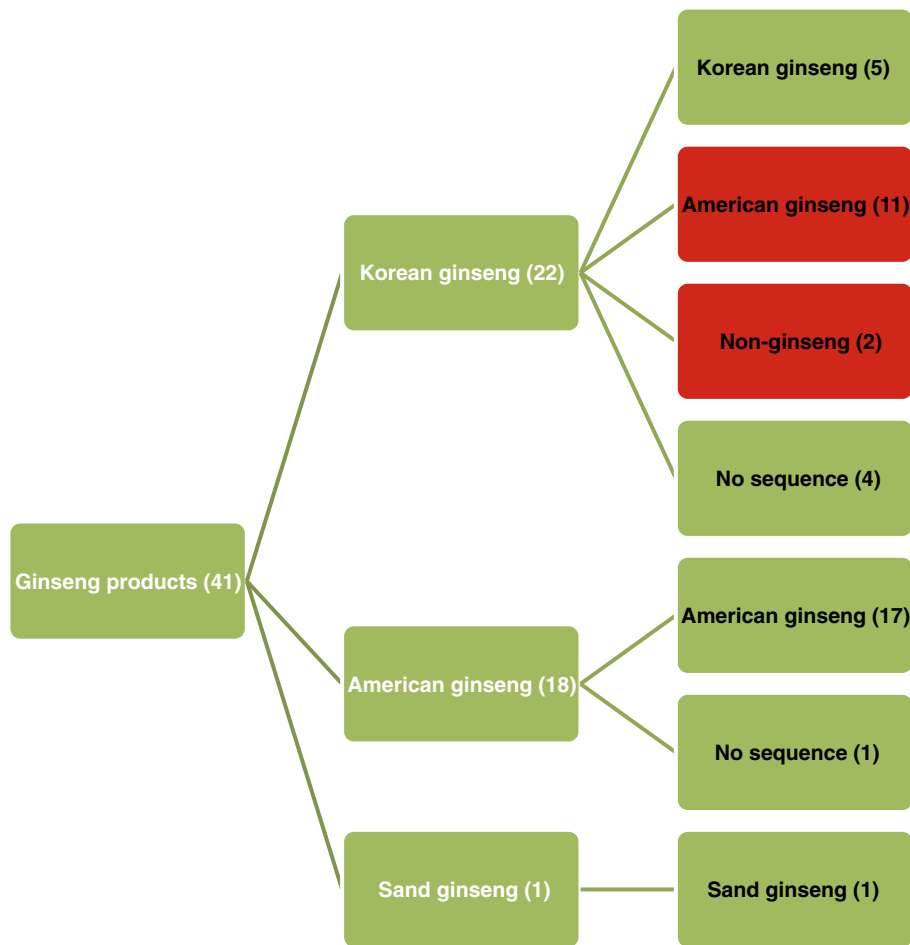 Ginseng products (41)
Korean ginseng (22)
Korean ginseng (5)
American ginseng (11)
Non-ginseng (2)
No sequence (4)
American ginseng (18)
American ginseng (17)
No sequence (1)
Sand ginseng (1)
Sand ginseng (1)